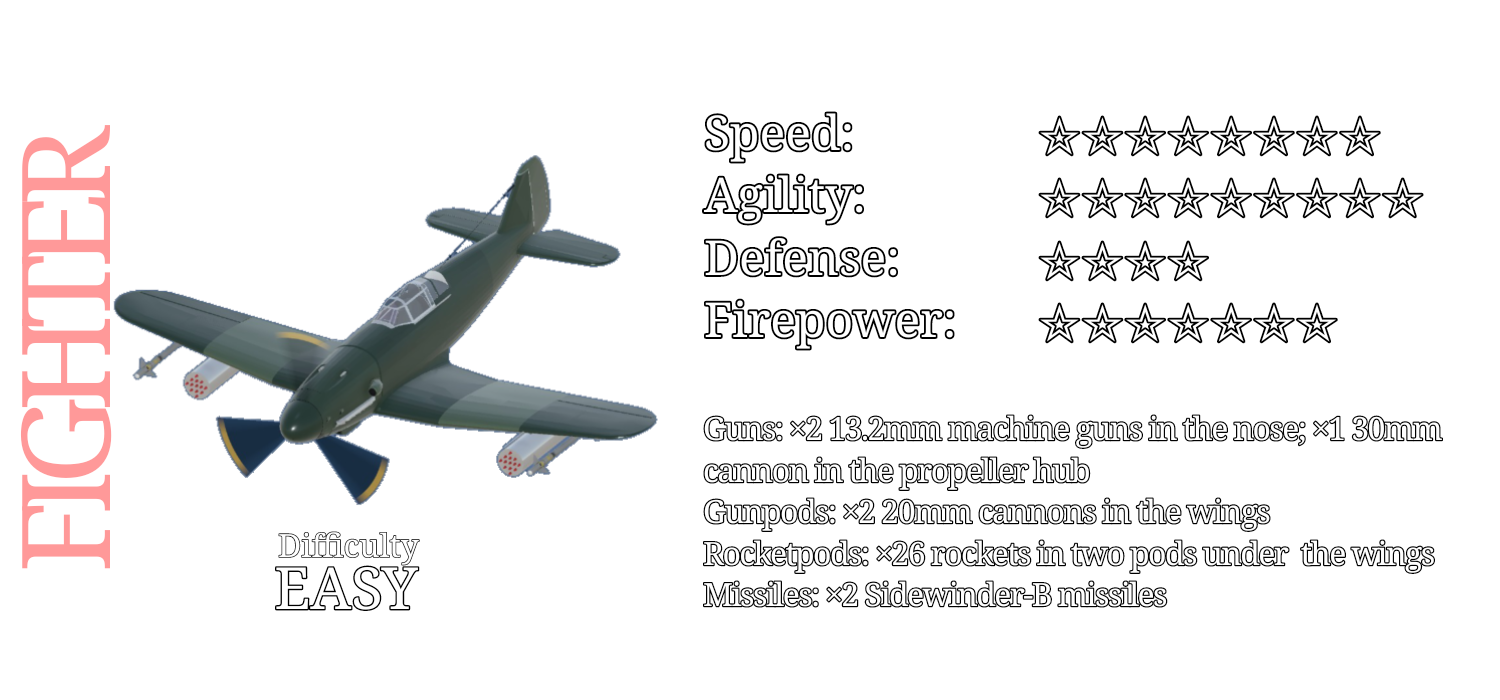 FIGHTER
Speed: ☆☆☆☆☆☆☆☆
Agility: ☆☆☆☆☆☆☆☆☆
Defense: ☆☆☆☆
Firepower: ☆☆☆☆☆☆☆
Guns: ×2 13.2mm machine guns in the nose; ×1 30mm
cannon in the propeller hub
Gunpods: ×2 20mm cannons in the wings
Rocketpods: ×26 rockets in two pods under  the wings
Missiles: ×2 Sidewinder-B missiles
Difficulty
EASY